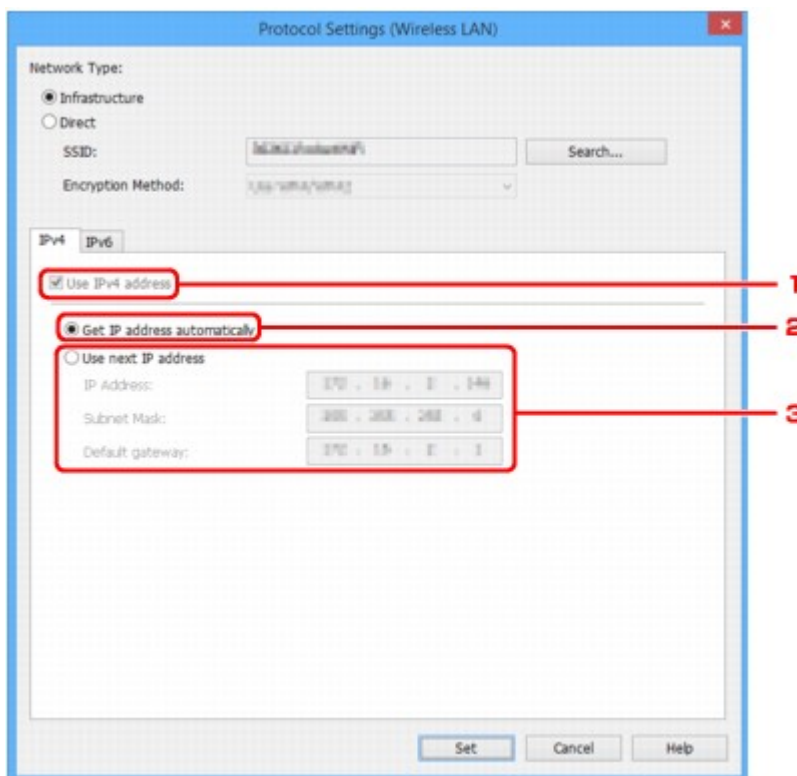 Protocol Settings (Wireless LAN)
Network Type:
Infrastructure
Direct
SSID:
Search...
Encryption Method:
IPv4 IPv6
Use IPv4 address
1
Get IP address automatically
2
Use next IP address
IP Address:
Subnet Mask:
3
Default gateway:
Set Cancel Help